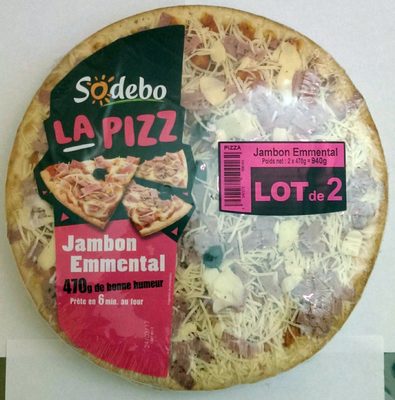 Sodebo
LA PIZZ
Jambon
Emmental
470g de bonne humeur
Prête en 6 min. au four
PIZZA
Jambon Emmental
Poids net : 2 x 470g = 940g
LOT de 2